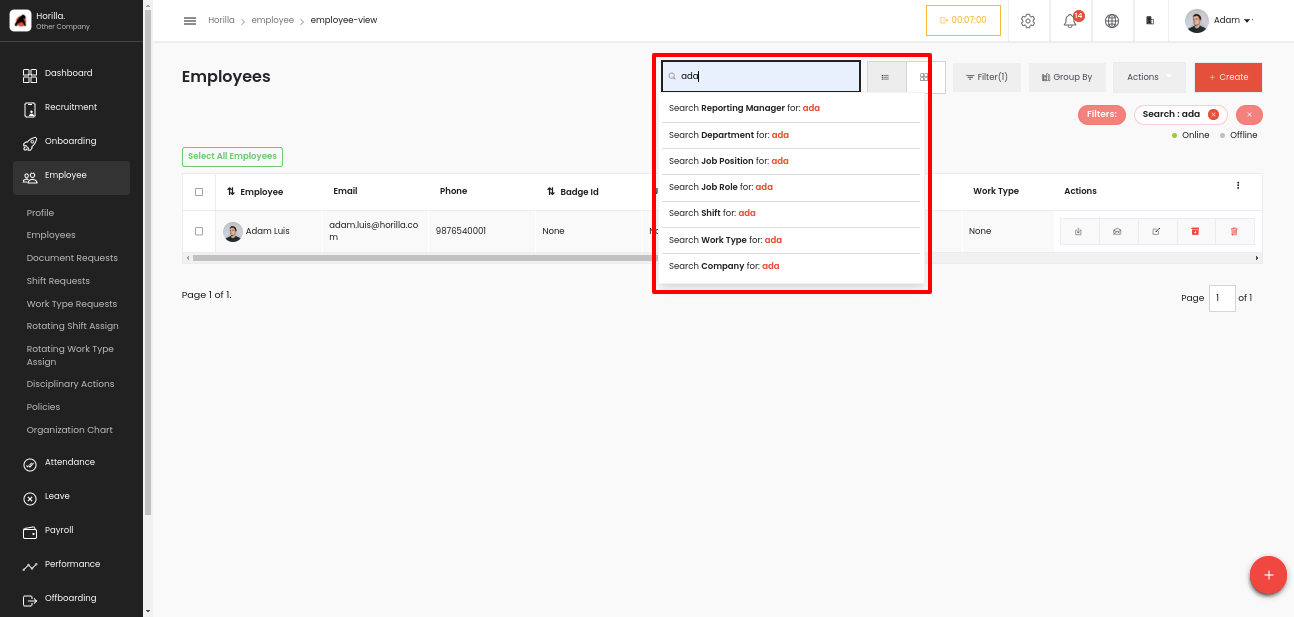 Horilla.
Other Company
Dashboard
Recruitment
Onboarding
Employee
Profile
Employees
Document Requests
Shift Requests
Work Type Requests
Rotating Shift Assign
Rotating Work Type
Assign
Disciplinary Actions
Policies
Organization Chart
Attendance
Leave
Payroll
Performance
Offboarding
Horilla > employee > employee-view
00:07:00
14
Adam
Employees
ada
Filter(1)
Group By
Actions
+ Create
Search Reporting Manager for: ada
Search Department for: ada
Search Job Position for: ada
Search Job Role for: ada
Search Shift for: ada
Search Work Type for: ada
Search Company for: ada
Filters:
Search : ada
Online
Offline
Select All Employees
Employee Email Phone Badge Id Work Type Actions
Adam Luis adam.luis@horilla.co 9876540001 None None
m
Page 1 of 1.
Page 1 of 1